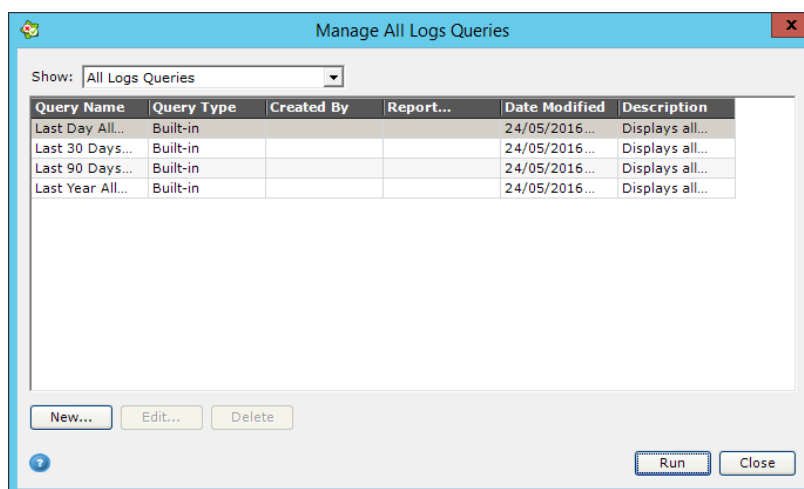 Manage All Logs Queries
x
Show: All Logs Queries
Query Name Query Type Created By Report... Date Modified Description
Last Day All... Built-in 24/05/2016... Displays all...
Last 30 Days... Built-in 24/05/2016... Displays all...
Last 90 Days... Built-in 24/05/2016... Displays all...
Last Year All... Built-in 24/05/2016... Displays all...
New... Edit... Delete
? Run Close